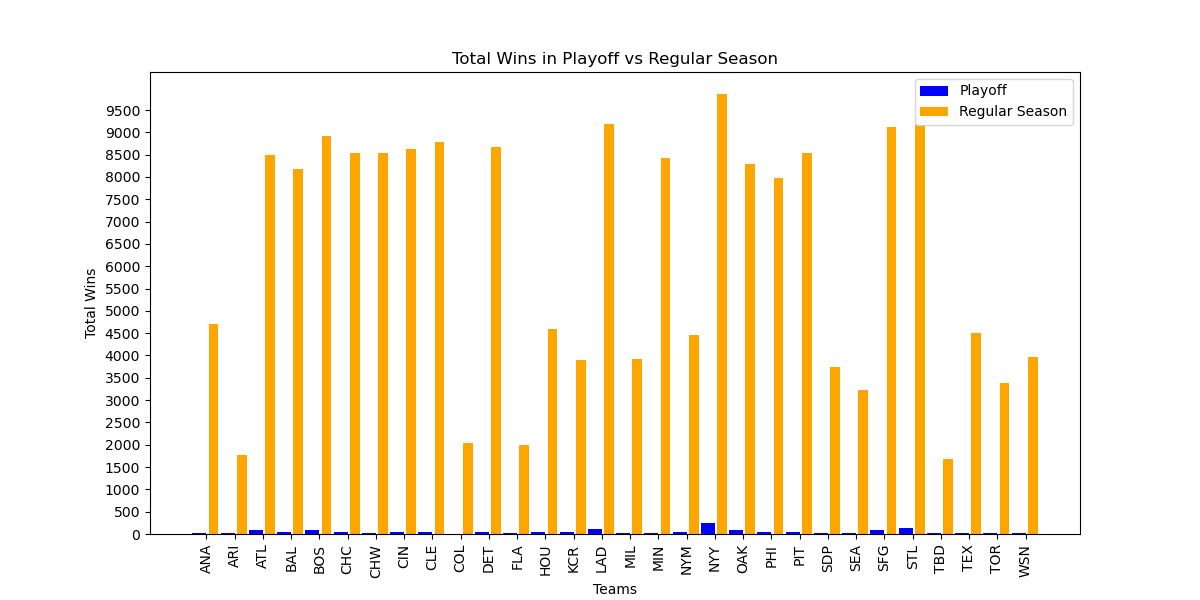 Total Wins in Playoff vs Regular Season
Playoff
Regular Season
Total Wins
9500
9000
8500
8000
7500
7000
6500
6000
5500
5000
4500
4000
3500
3000
2500
2000
1500
1000
500
0
ANA
ARI
ATL
BAL
BOS
CHC
CHW
CIN
CLE
COL
DET
FLA
HOU
KCR
LAD
MIL
MIN
NYM
NYY
OAK
PHI
PIT
SDP
SEA
SFG
STL
TBD
TEX
TOR
WSN
Teams